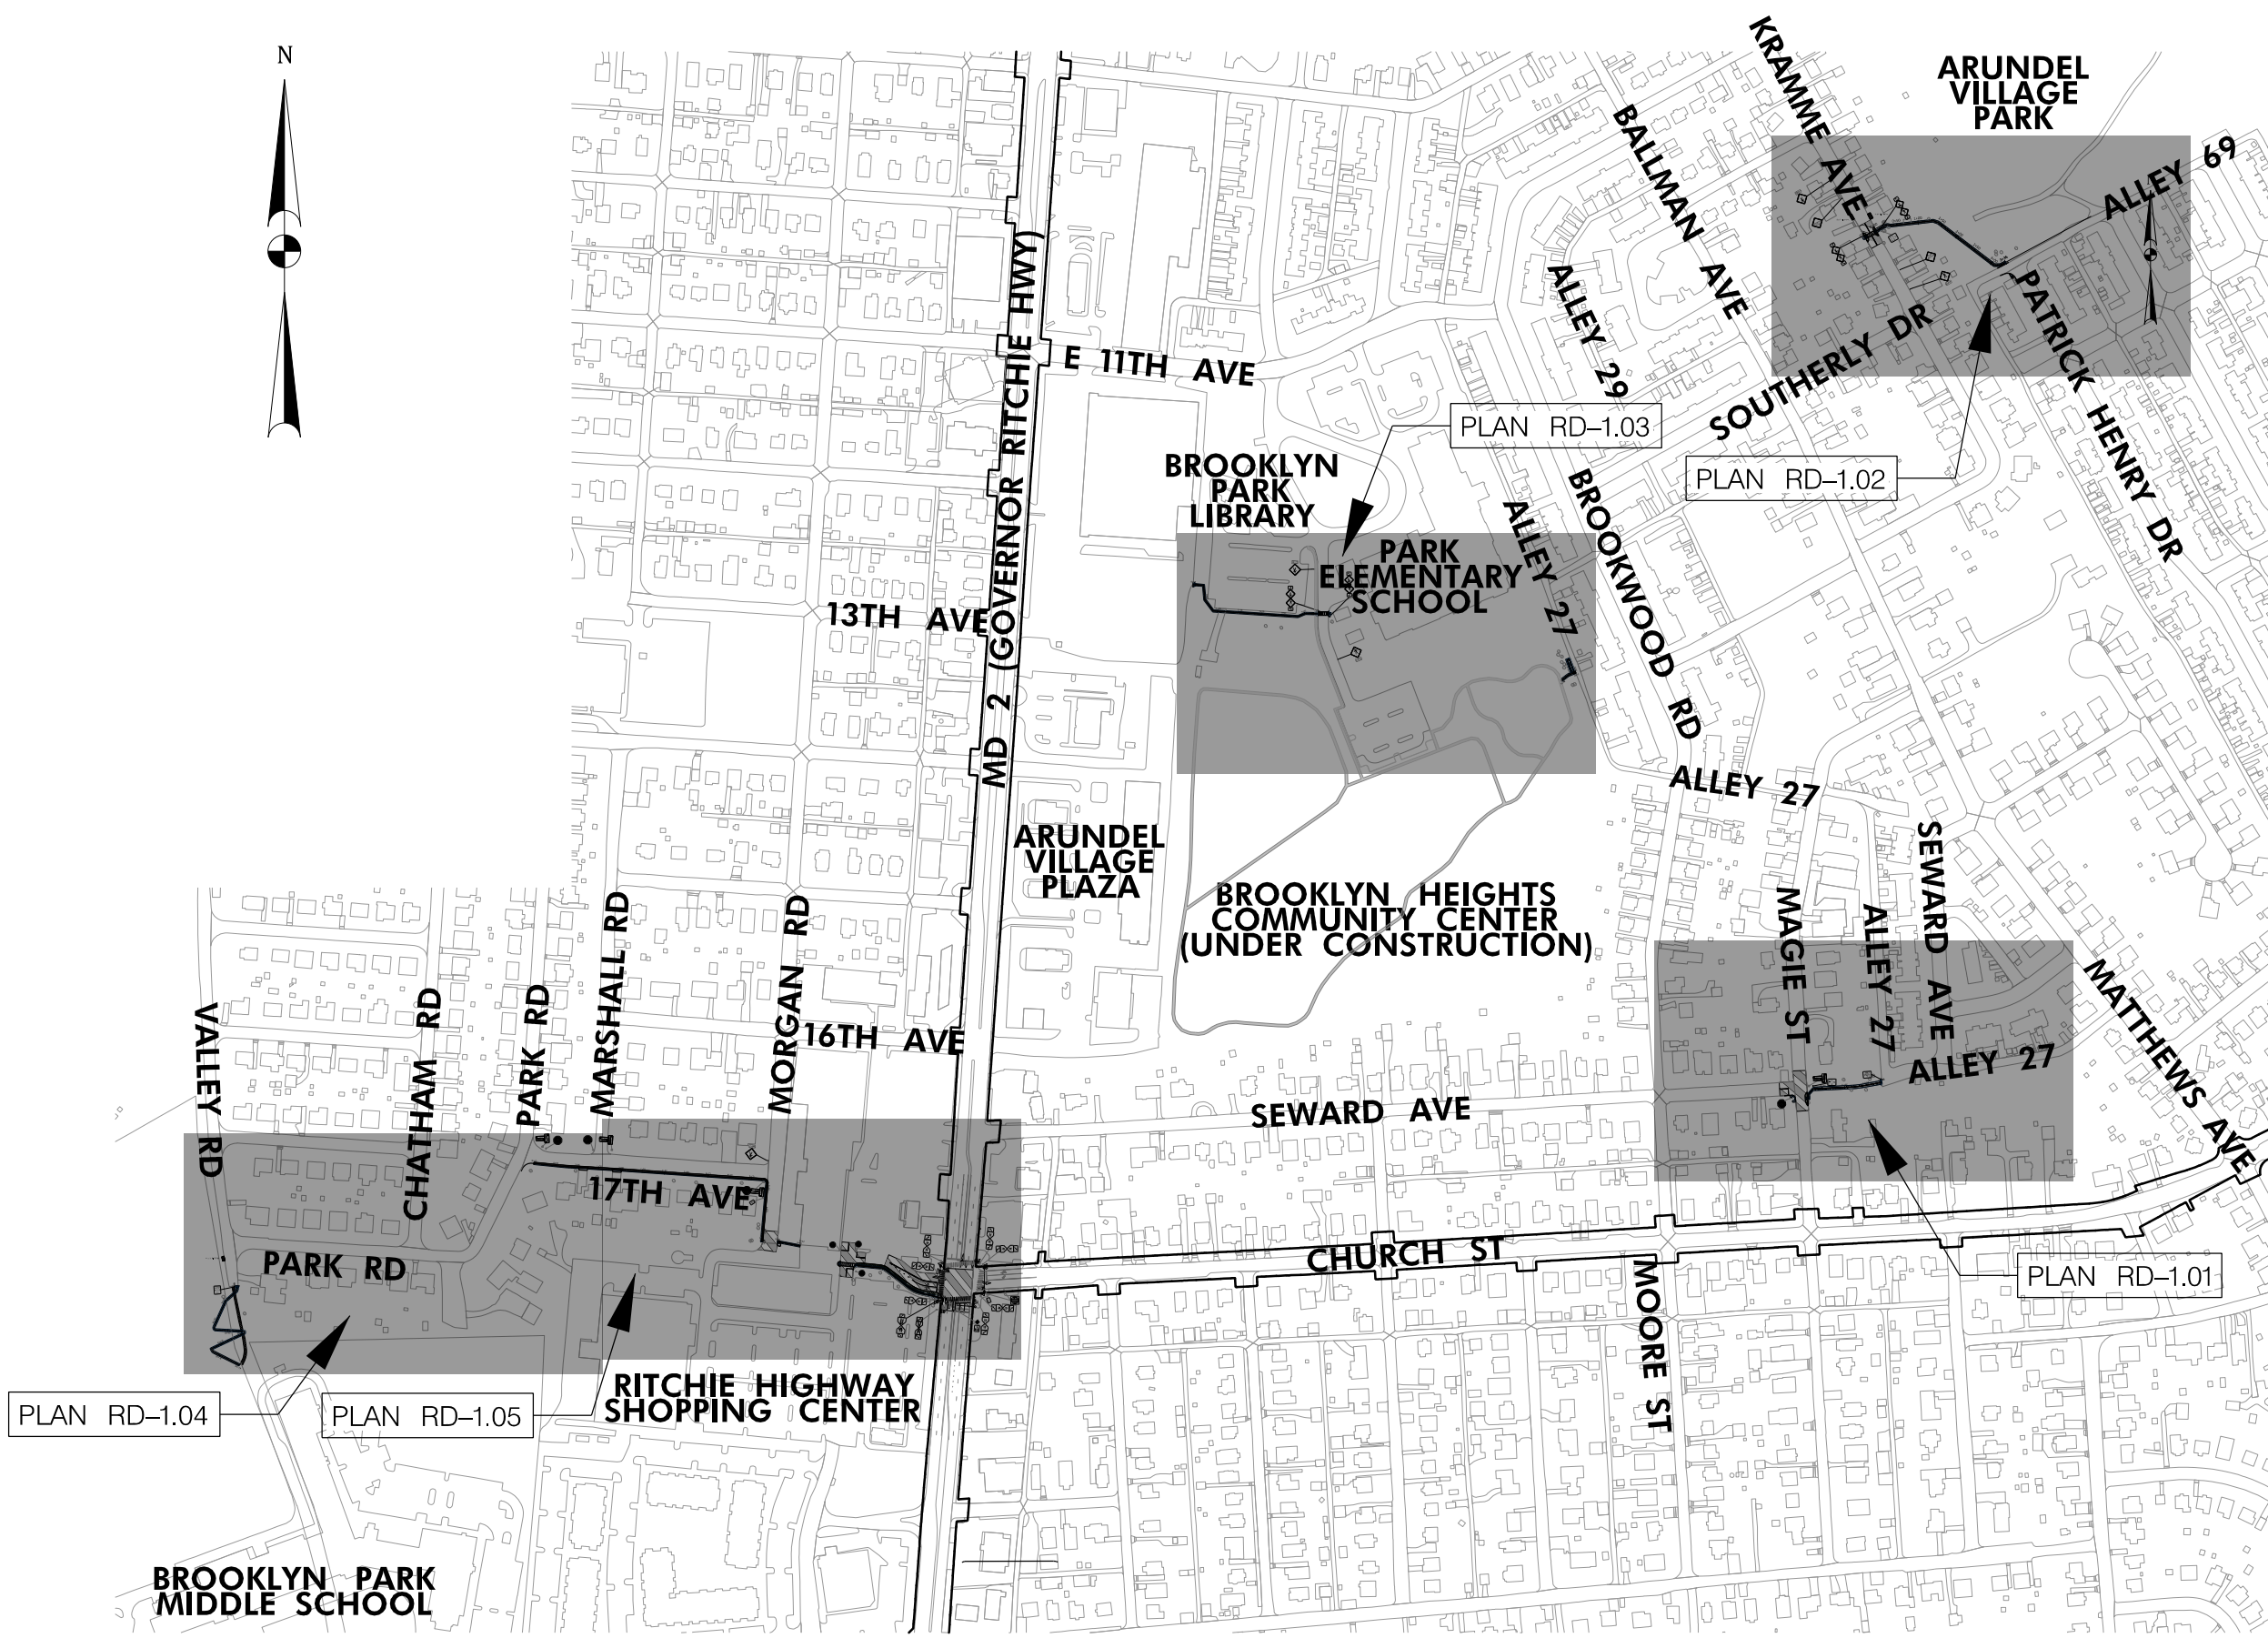 N
KRAMME AVE
ARUNDEL
VILLAGE
PARK
ALLEY 69
BALLMAN AVE
MD 2 (GOVERNOR RITCHIE HWY)
E 11TH AVE
ALLEY 29
SOUTHERLY DR
PATRICK HENRY DR
PLAN RD-1.03
PLAN RD-1.02
BROOKLYN
PARK
LIBRARY
PARK
ELEMENTARY
SCHOOL
ALLEY 27
BROOKWOOD RD
13TH AVE
ALLEY 27
ARUNDEL
VILLAGE
PLAZA
BROOKLYN HEIGHTS
COMMUNITY CENTER
(UNDER CONSTRUCTION)
SEWARD AVE
MAGIE ST
ALLEY 27
ALLEY 27
MATTHEWS AVE
VALLEY RD
CHATHAM RD
PARK RD
MARSHALL RD
MORGAN RD
16TH AVE
SEWARD AVE
17TH AVE
PARK RD
CHURCH ST
MOORE ST
PLAN RD-1.01
PLAN RD-1.04
PLAN RD-1.05
RITCHIE HIGHWAY
SHOPPING CENTER
BROOKLYN PARK
MIDDLE SCHOOL